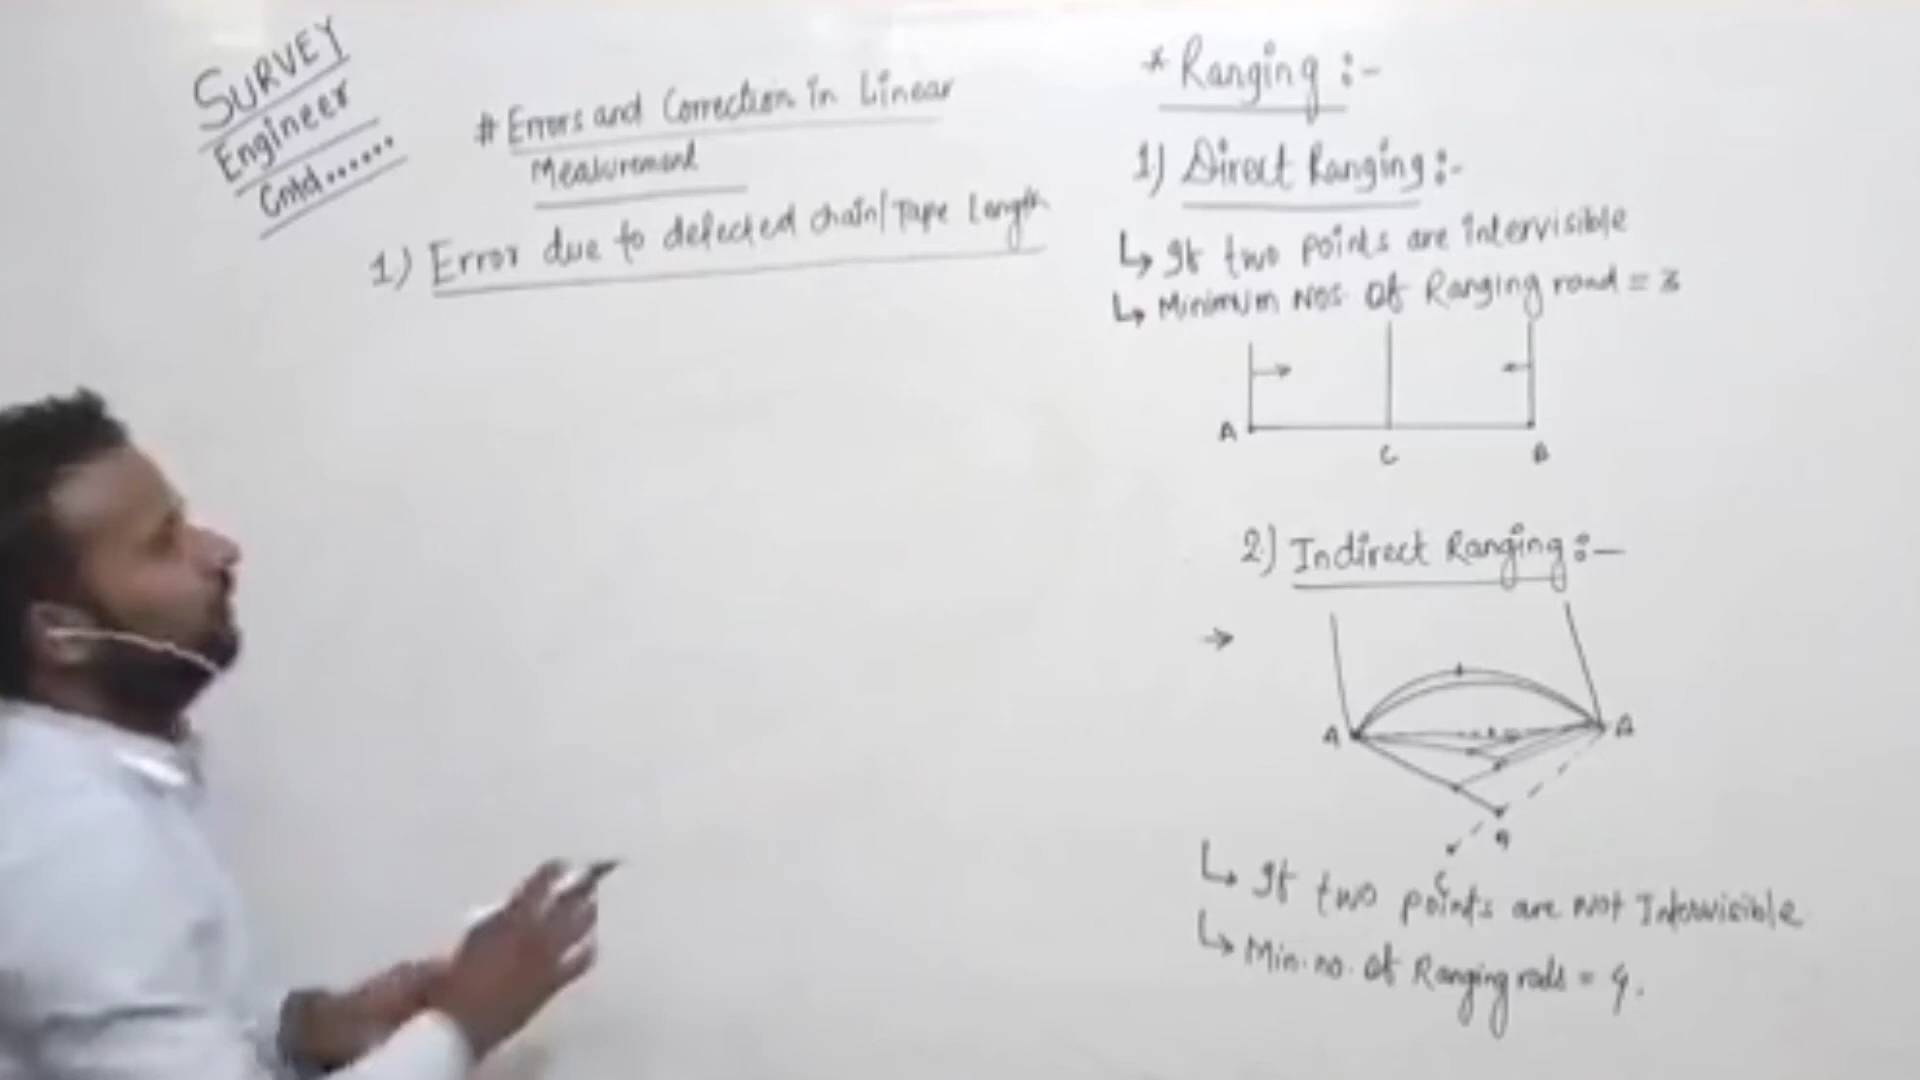 SURVEY
Engineer
Cntd......
# Errors and Correction in Linear
Measurement
1) Error due to defected chain/Tape Length
* Ranging :-
1) Direct Ranging :-
↳ If two points are intervisible
↳ Minimum Nos. of Ranging road = 3
A
C
B
2) Indirect Ranging :-
→
A
B
↳ If two points are not Intervisible
↳ Min. no. of Ranging rods = 4.